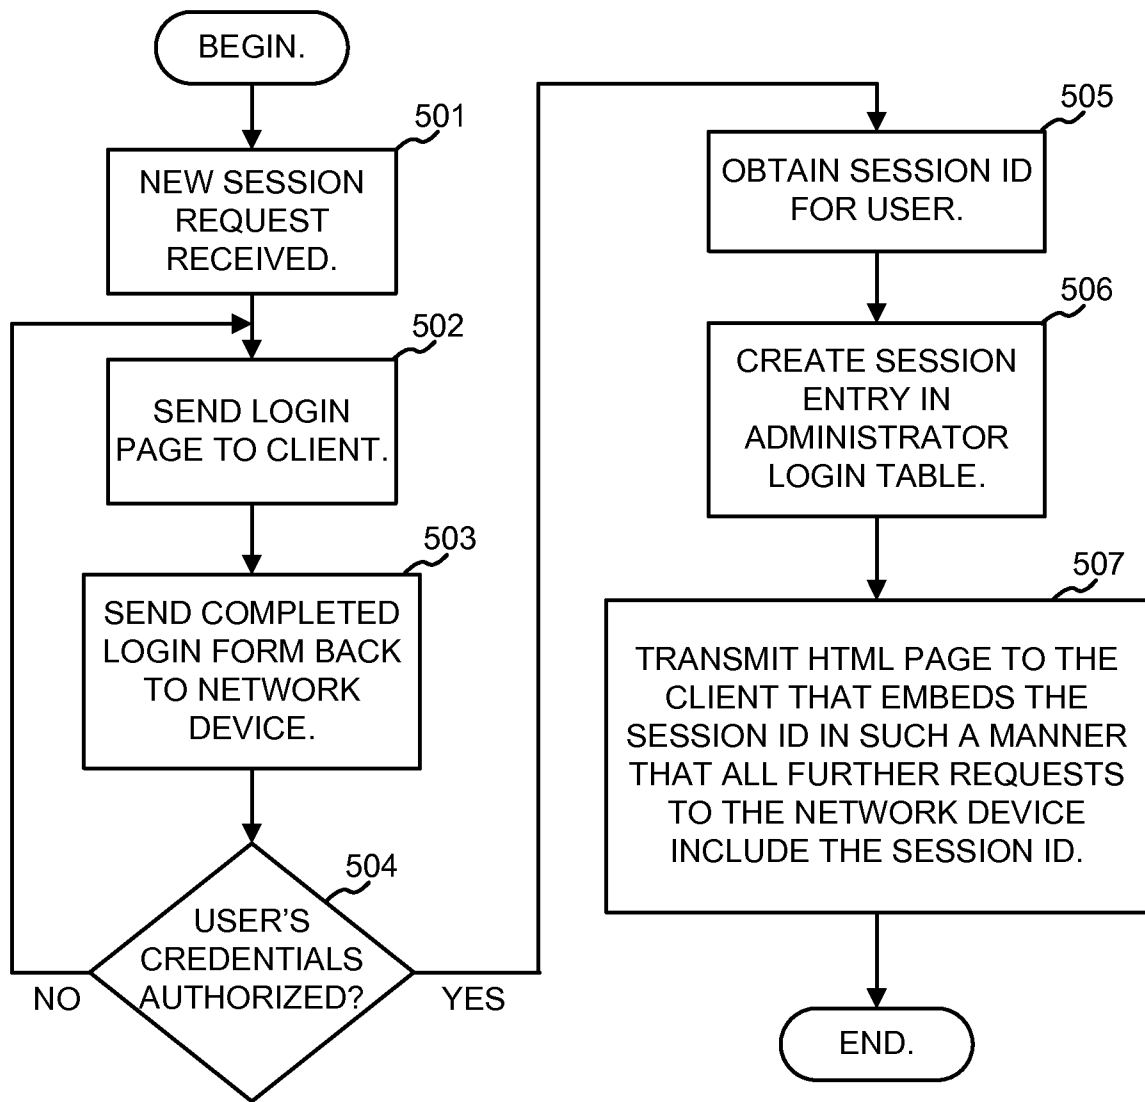 BEGIN.
501
NEW SESSION
REQUEST
RECEIVED.
502
SEND LOGIN
PAGE TO CLIENT.
503
SEND COMPLETED
LOGIN FORM BACK
TO NETWORK
DEVICE.
504
USER'S
CREDENTIALS
AUTHORIZED?
NO
YES
505
OBTAIN SESSION ID
FOR USER.
506
CREATE SESSION
ENTRY IN
ADMINISTRATOR
LOGIN TABLE.
507
TRANSMIT HTML PAGE TO THE
CLIENT THAT EMBEDS THE
SESSION ID IN SUCH A MANNER
THAT ALL FURTHER REQUESTS
TO THE NETWORK DEVICE
INCLUDE THE SESSION ID.
END.